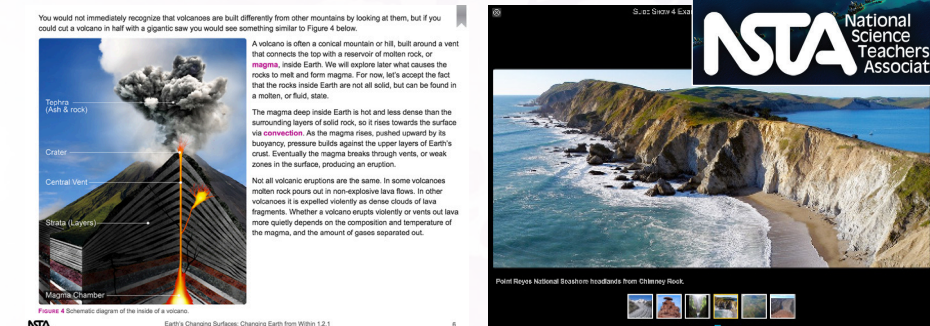 You would not immediately recognize that volcanoes are built differently from other mountains by looking at them, but if you
could cut a volcano in half with a gigantic saw you would see something similar to Figure 4 below.
Tephra
(Ash & rock)
Crater
Central Vent
Strata (Layers)
Magma Chamber
A volcano is often a conical mountain or hill, built around a vent
that connects the top with a reservoir of molten rock, or
magma, inside Earth. We will explore later what causes the
rocks to melt and form magma. For now, let's accept the fact
that the rocks inside Earth are not all solid, but can be found in
a molten, or fluid, state.
The magma deep inside Earth is hot and less dense than the
surrounding layers of solid rock, so it rises towards the surface
via convection. As the magma rises, pushed upward by its
buoyancy, pressure builds against the upper layers of Earth's
crust. Eventually the magma breaks through vents, or weak
zones in the surface, producing an eruption.
Not all volcanic eruptions are the same. In some volcanoes
molten rock pours out in non-explosive lava flows. In other
volcanoes it is expelled violently as dense clouds of lava
fragments. Whether a volcano erupts violently or vents out lava
more quietly depends on the composition and temperature of
the magma, and the amount of gases separated out.
FIGURE 4 Schematic diagram of the inside of a volcano.
NSTA
Earth's Changing Surfaces: Changing Earth from Within 1.2.1
6
Show 4
NSTA
National
Science
Teachers
Associat
Point Reyes National Seashore headlands from Chimney Rock.